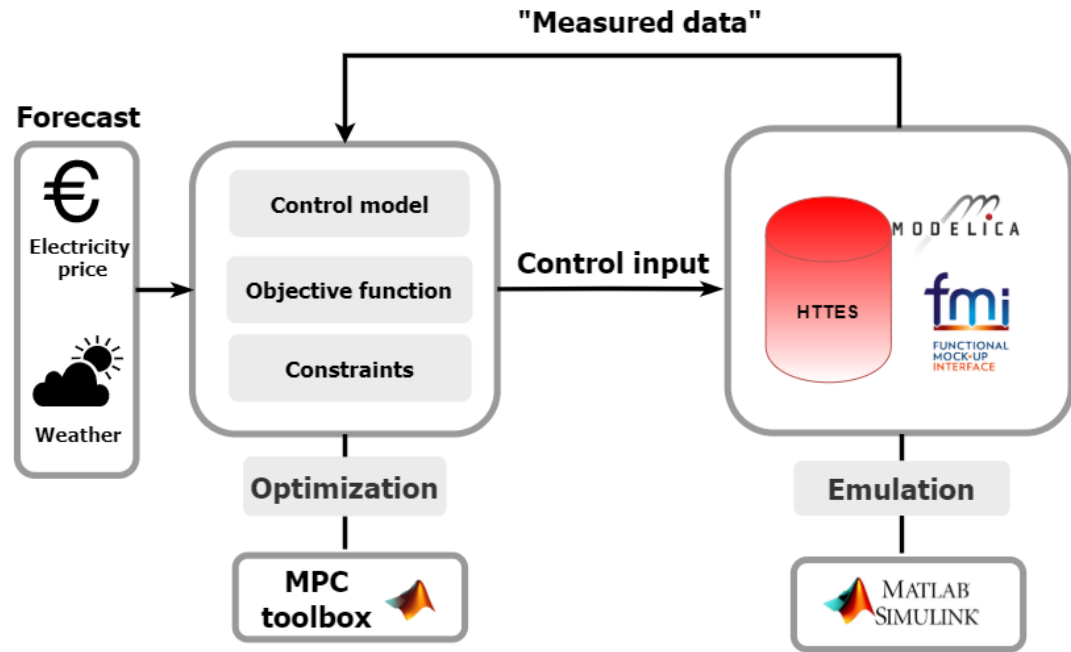 "Measured data"
Forecast
€
Electricity
price
Weather
Control model
Objective function
Constraints
Control input
HTTES
MODELICA
fmi
FUNCTIONAL
MOCK-UP
INTERFACE
Optimization
Emulation
MPC
toolbox
MATLAB
SIMULINK